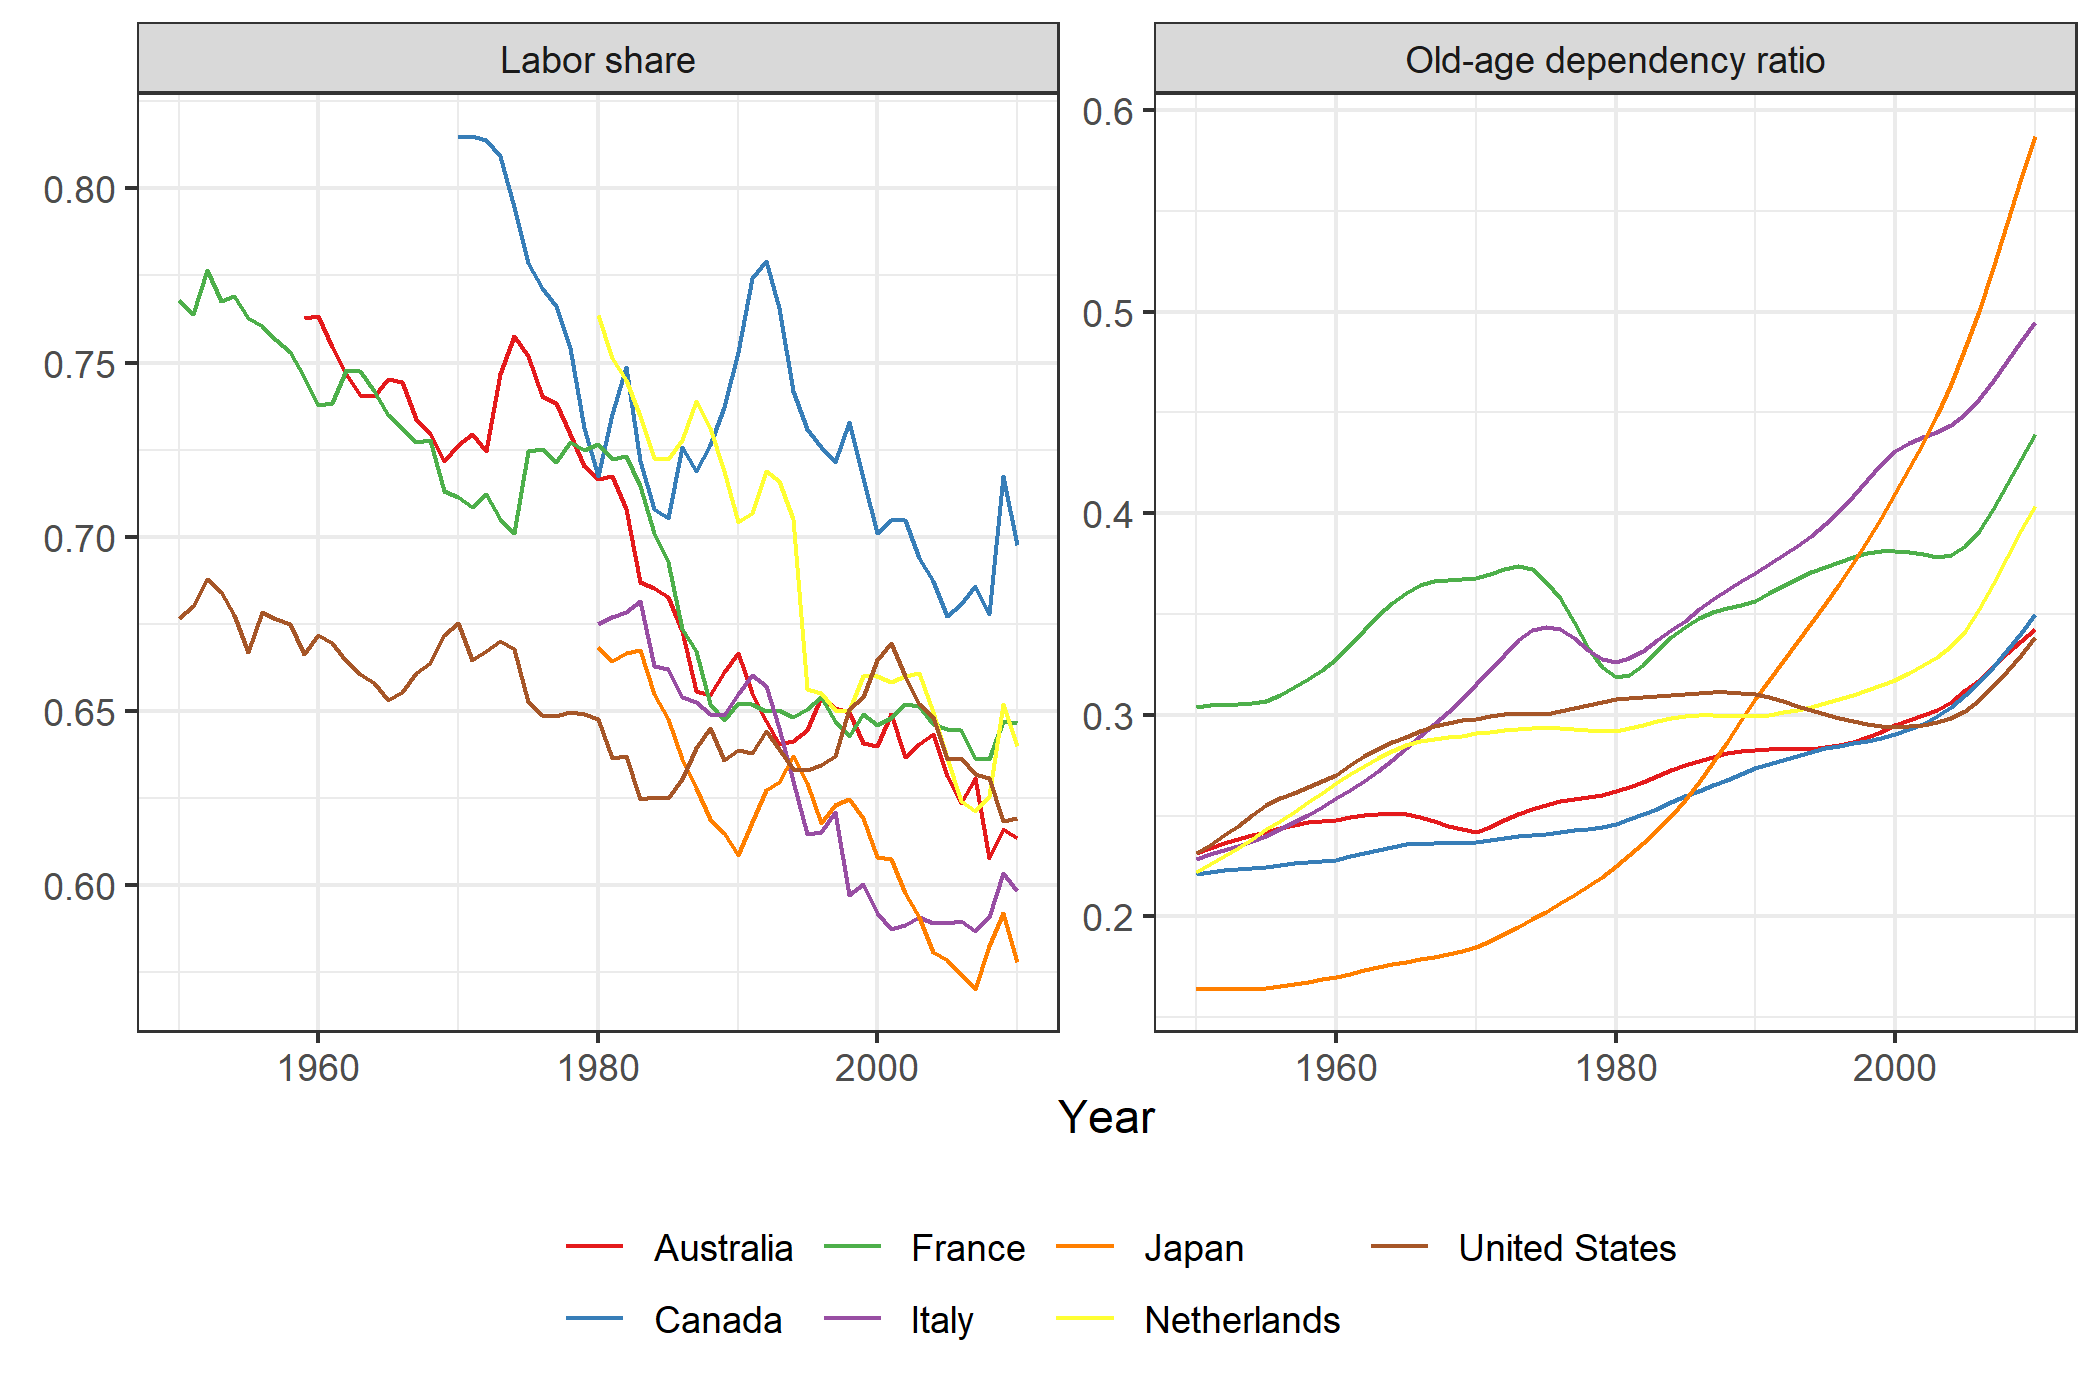 Labor share
Old-age dependency ratio
0.80
0.75
0.70
0.65
0.60
0.6
0.5
0.4
0.3
0.2
1960 1980 2000
1960 1980 2000
Year
Australia France Japan United States
Canada Italy Netherlands